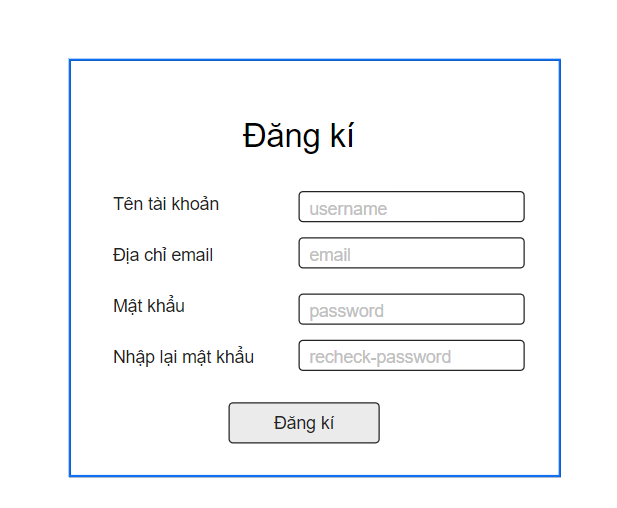 Đăng kí
Tên tài khoản username
Địa chỉ email email
Mật khẩu password
Nhập lại mật khẩu recheck-password
Đăng kí